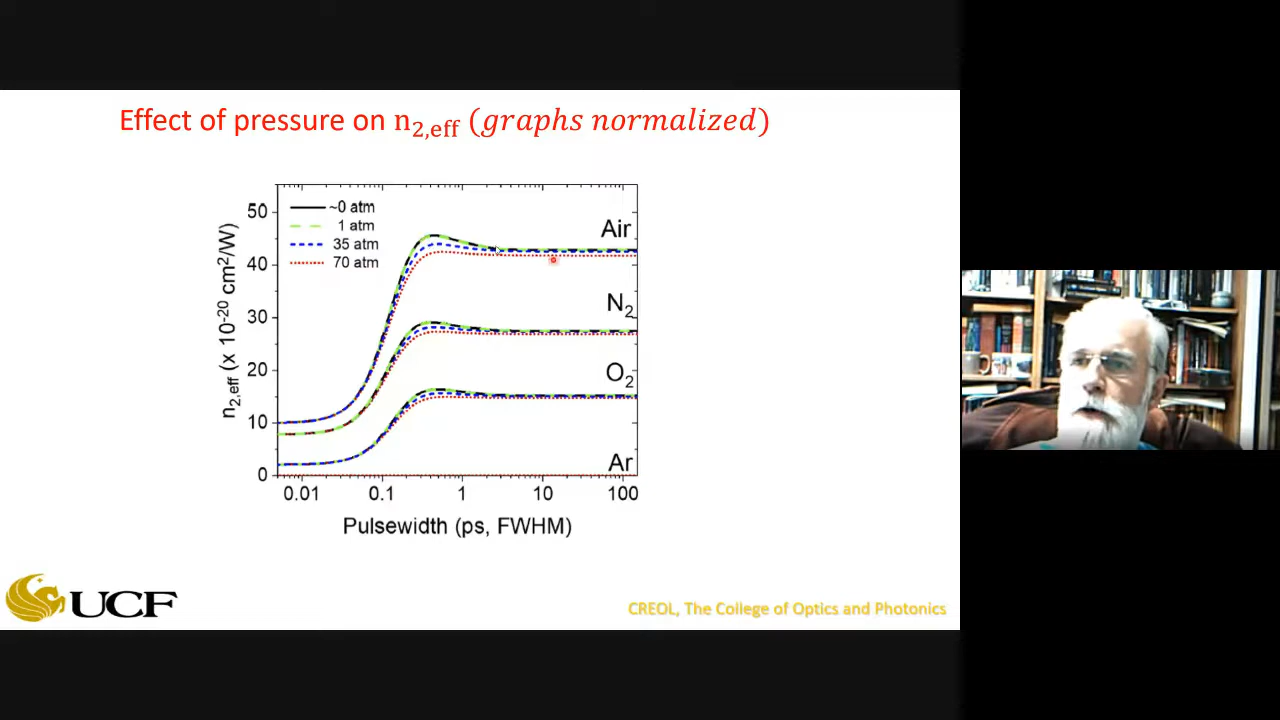 Effect of pressure on n2,eff (graphs normalized)
~0 atm
1 atm
35 atm
70 atm
Air
N2
O2
Ar
50
40
30
20
10
0
n2,eff (x 10-20 cm2/W)
0.01 0.1 1 10 100
Pulsewidth (ps, FWHM)
UCF
CREOL, The College of Optics and Photonics